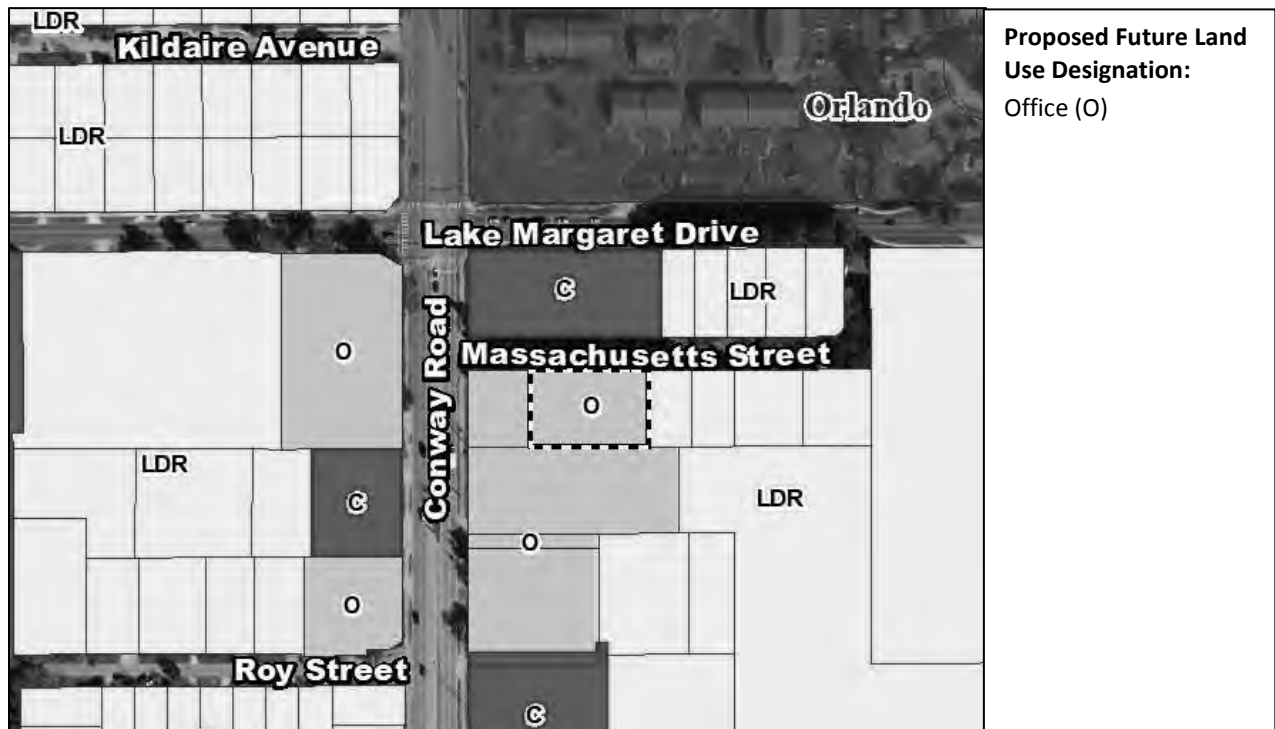 LDR
Kildaire Avenue
LDR
Orlando
Lake Margaret Drive
C
LDR
O
Conway Road
Massachusetts Street
O
LDR
C
LDR
O
O
Roy Street
C
Proposed Future Land
Use Designation:
Office (O)